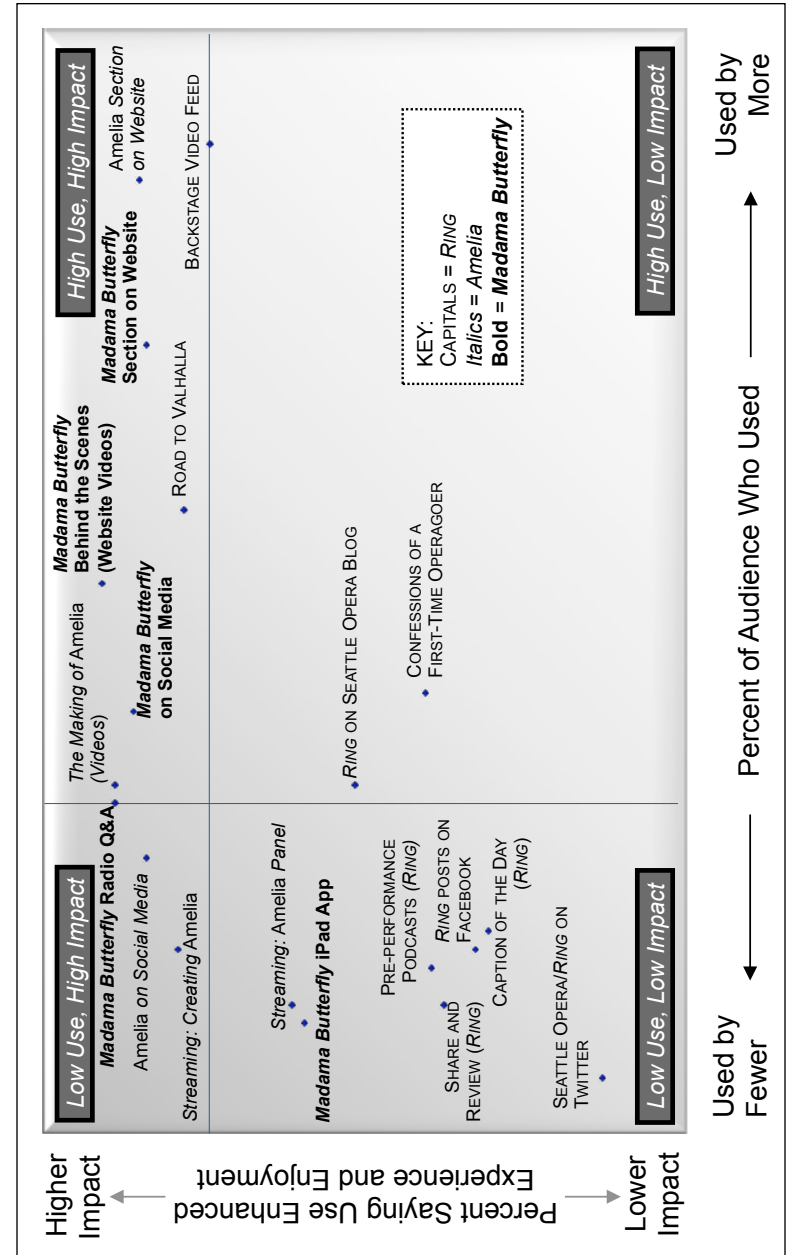 Higher
Impact
Percent Saying Use Enhanced
Experience and Enjoyment
Lower
Impact
Low Use, High Impact
High Use, High Impact
Madama Butterfly Radio Q&A
Amelia on Social Media
Streaming: Creating Amelia
The Making of Amelia
(Videos)
Madama Butterfly
Behind the Scenes
(Website Videos)
Madama Butterfly
on Social Media
Madama Butterfly
Section on Website
Amelia Section
on Website
ROAD TO VALHALLA
BACKSTAGE VIDEO FEED
Streaming: Amelia Panel
Madama Butterfly iPad App
PRE-PERFORMANCE
PODCASTS (RING)
RING POSTS ON
FACEBOOK
SHARE AND
REVIEW (RING)
CAPTION OF THE DAY
(RING)
SEATTLE OPERA/RING ON
TWITTER
RING ON SEATTLE OPERA BLOG
CONFESSIONS OF A
FIRST-TIME OPERAGOER
KEY:
CAPITALS = RING
Italics = Amelia
Bold = Madama Butterfly
Low Use, Low Impact
High Use, Low Impact
Used by
Fewer
Percent of Audience Who Used
Used by
More